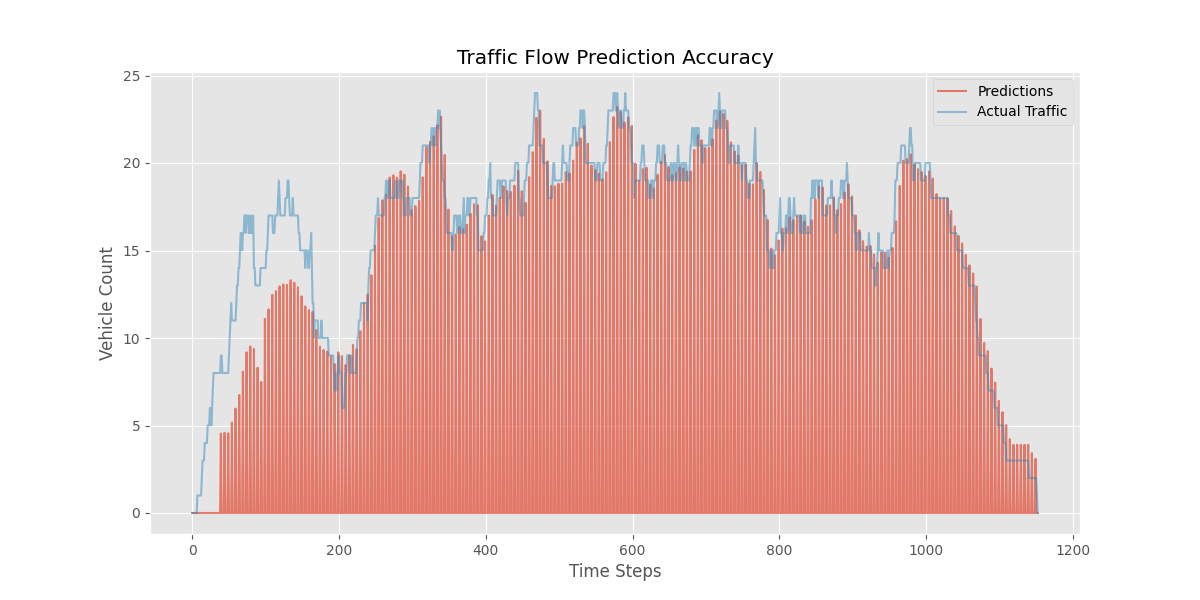 Traffic Flow Prediction Accuracy
Predictions
Actual Traffic
Vehicle Count
25
20
15
10
5
0
0 200 400 600 800 1000 1200
Time Steps